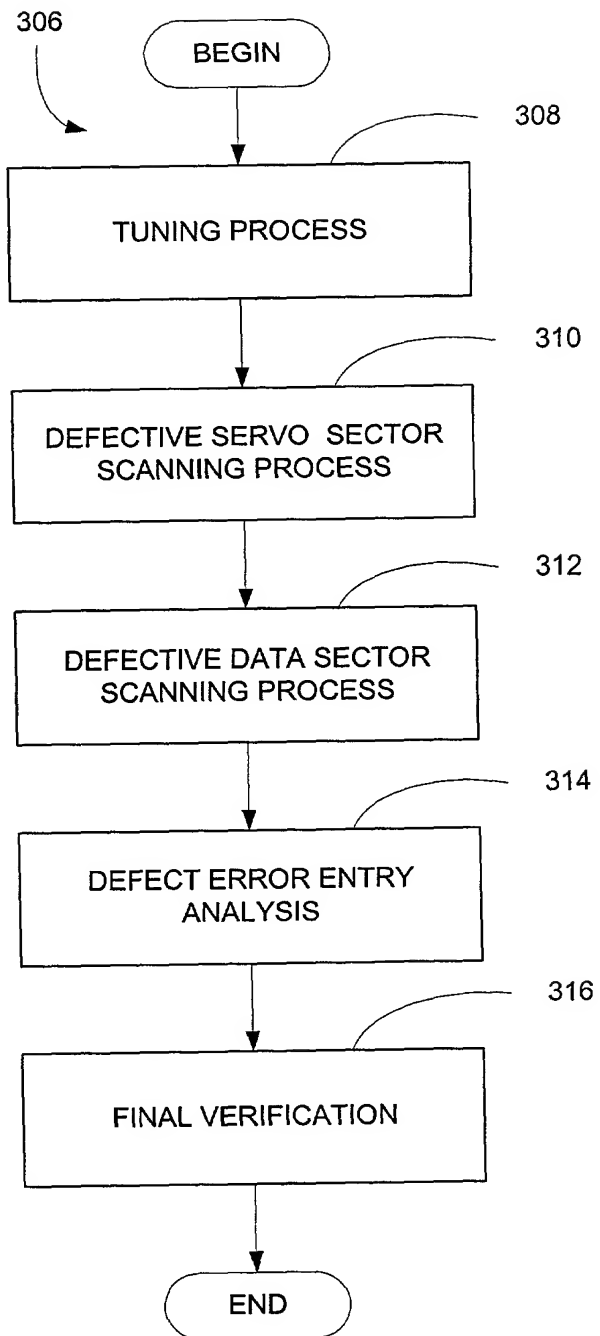 306
BEGIN
308
TUNING PROCESS
310
DEFECTIVE SERVO SECTOR
SCANNING PROCESS
312
DEFECTIVE DATA SECTOR
SCANNING PROCESS
314
DEFECT ERROR ENTRY
ANALYSIS
316
FINAL VERIFICATION
END